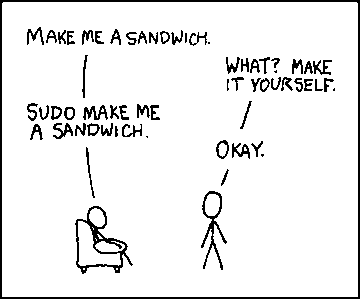 MAKE ME A SANDWICH.
WHAT? MAKE
IT YOURSELF.
SUDO MAKE ME
A SANDWICH.
OKAY.